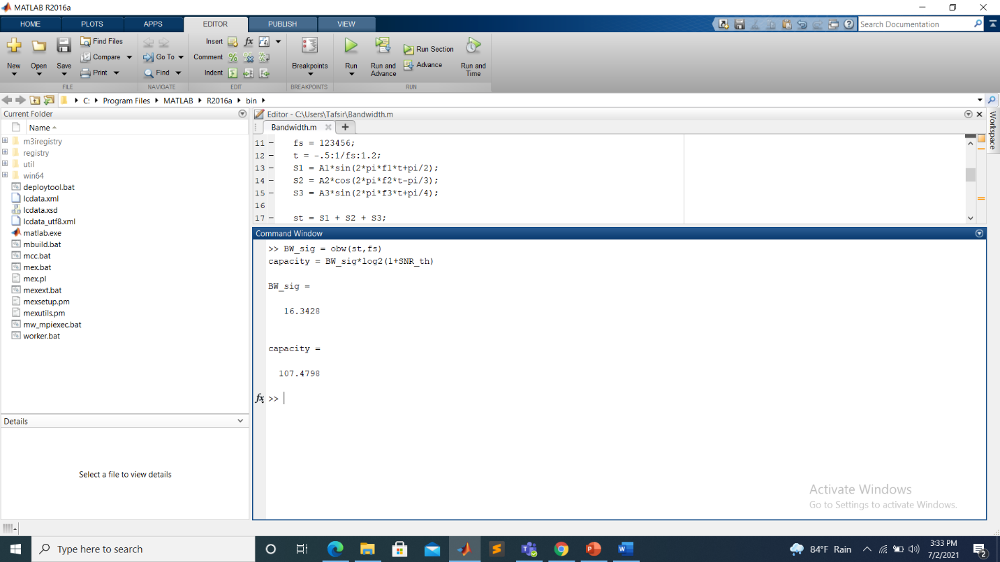 MATLAB R2016a
HOME PLOTS APPS EDITOR PUBLISH VIEW
Search Documentation
New Open Save
Find Files
Compare
Print
FILE
Go To
Find
NAVIGATE
Insert
Comment
Indent
EDIT
Breakpoints
BREAKPOINTS
Run
Run and Advance
Run Section
Advance
Run and Time
RUN
C: Program Files MATLAB R2016a bin
Current Folder
Name
m3iregistry
registry
util
win64
deploytool.bat
lcdata.xml
lcdata.xsd
lcdata_utf8.xml
matlab.exe
mbuild.bat
mcc.bat
mex.bat
mex.pl
mexext.bat
mexsetup.pm
mexutils.pm
mw_mpiexec.bat
worker.bat
Details
Select a file to view details
Editor - C:\Users\Tafsir\Bandwidth.m
Bandwidth.m
11 - fs = 123456;
12 - t = -.5:1/fs:1.2;
13 - S1 = A1*sin(2*pi*f1*t+pi/2);
14 - S2 = A2*cos(2*pi*f2*t-pi/3);
15 - S3 = A3*sin(2*pi*f3*t+pi/4);
16
17 - st = S1 + S2 + S3;
Workspace
Command Window
>> BW_sig = obw(st,fs)
capacity = BW_sig*log2(1+SNR_th)
BW_sig =
16.3428
capacity =
107.4798
fx >>
Activate Windows
Go to Settings to activate Windows.
Type here to search
84°F Rain
3:33 PM
7/2/2021
2